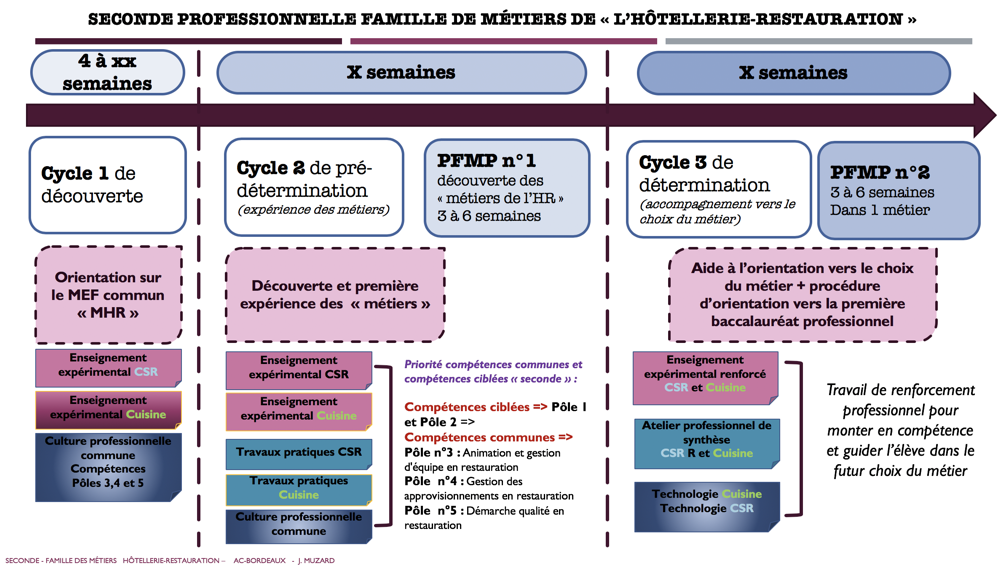 SECONDE PROFESSIONNELLE FAMILLE DE MÉTIERS DE « L'HÔTELLERIE-RESTAURATION »
4 à xx
semaines
X semaines
X semaines
Cycle 1 de
découverte
Cycle 2 de pré-
détermination
(expérience des métiers)
PFMP n°1
découverte des
« métiers de l'HR »
3 à 6 semaines
Cycle 3 de
détermination
(accompagnement vers le
choix du métier)
PFMP n°2
3 à 6 semaines
Dans 1 métier
Orientation sur
le MEF commun
« MHR »
Découverte et première
expérience des « métiers »
Aide à l'orientation vers le choix
du métier + procédure
d'orientation vers la première
baccalauréat professionnel
Enseignement
expérimental CSR
Enseignement
expérimental Cuisine
Culture professionnelle
commune
Compétences
Pôles 3,4 et 5
Enseignement
expérimental CSR
Enseignement
expérimental Cuisine
Travaux pratiques CSR
Travaux pratiques
Cuisine
Culture professionnelle
commune
Priorité compétences communes et
compétences ciblées « seconde » :
Compétences ciblées => Pôle 1
et Pôle 2 =>
Compétences communes =>
Pôle n°3 : Animation et gestion
d'équipe en restauration
Pôle n°4 : Gestion des
approvisionnements en restauration
Pôle n°5 : Démarche qualité en
restauration
Enseignement
expérimental renforcé
CSR et Cuisine
Atelier professionnel de
synthèse
CSR R et Cuisine
Technologie Cuisine
Technologie CSR
Travail de renforcement
professionnel pour
monter en compétence
et guider l'élève dans le
futur choix du métier
SECONDE - FAMILLE DES MÉTIERS HÔTELLERIE-RESTAURATION – AC-BORDEAUX - J. MUZARD